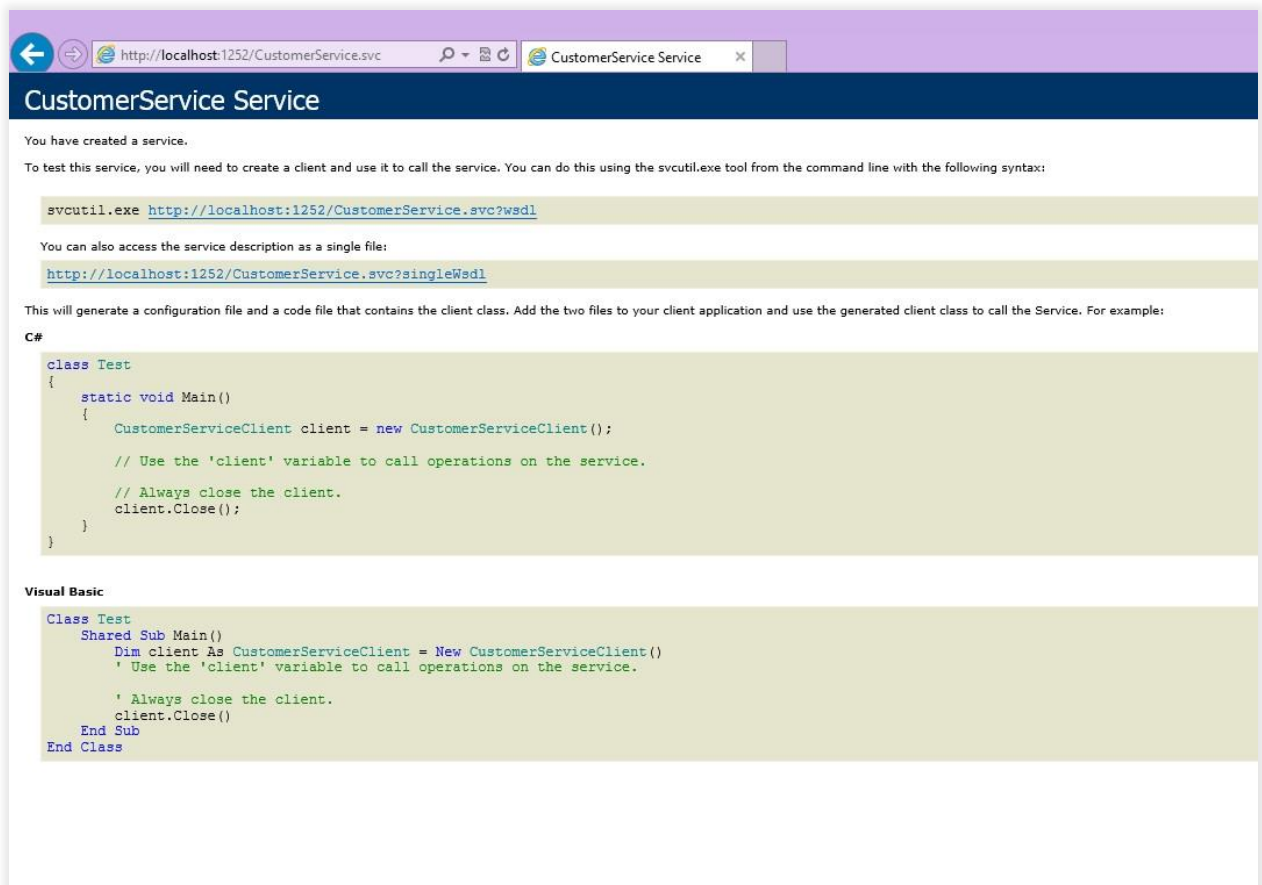 http://localhost:1252/CustomerService.svc
CustomerService Service
CustomerService Service
You have created a service.
To test this service, you will need to create a client and use it to call the service. You can do this using the svcutil.exe tool from the command line with the following syntax:
svcutil.exe http://localhost:1252/CustomerService.svc?wsdl
You can also access the service description as a single file:
http://localhost:1252/CustomerService.svc?singleWsdl
This will generate a configuration file and a code file that contains the client class. Add the two files to your client application and use the generated client class to call the Service. For example:
C#
class Test
{
    static void Main()
    {
        CustomerServiceClient client = new CustomerServiceClient();
        // Use the 'client' variable to call operations on the service.
        // Always close the client.
        client.Close();
    }
}
Visual Basic
Class Test
    Shared Sub Main()
        Dim client As CustomerServiceClient = New CustomerServiceClient()
        ' Use the 'client' variable to call operations on the service.
        ' Always close the client.
        client.Close()
    End Sub
End Class